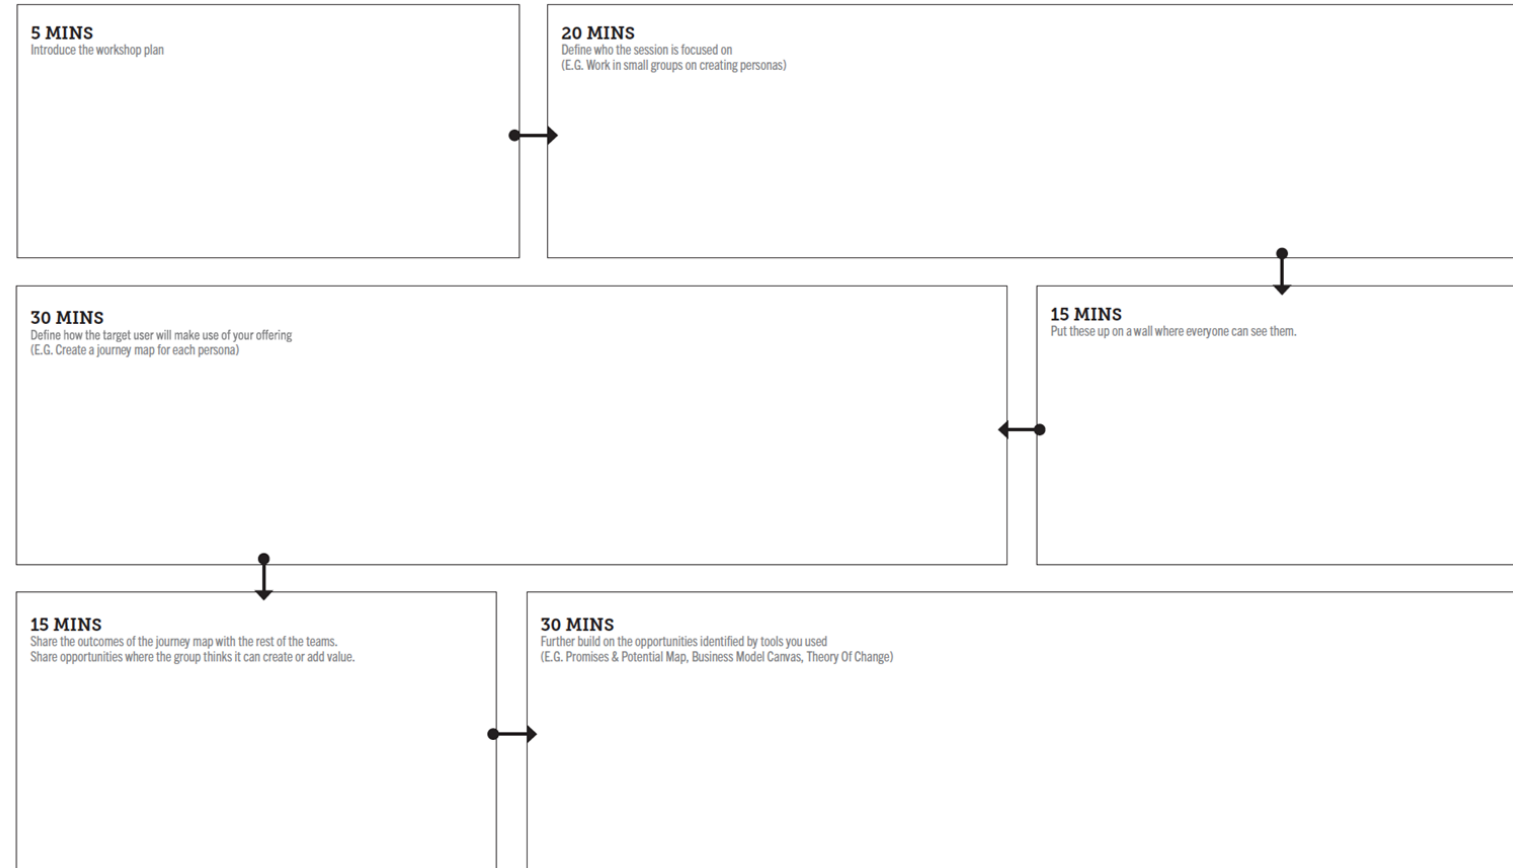 5 MINS
Introduce the workshop plan
20 MINS
Define who the session is focused on
(E.G. Work in small groups on creating personas)
30 MINS
Define how the target user will make use of your offering
(E.G. Create a journey map for each persona)
15 MINS
Put these up on a wall where everyone can see them.
15 MINS
Share the outcomes of the journey map with the rest of the teams.
Share opportunities where the group thinks it can create or add value.
30 MINS
Further build on the opportunities identified by tools you used
(E.G. Promises & Potential Map, Business Model Canvas, Theory Of Change)